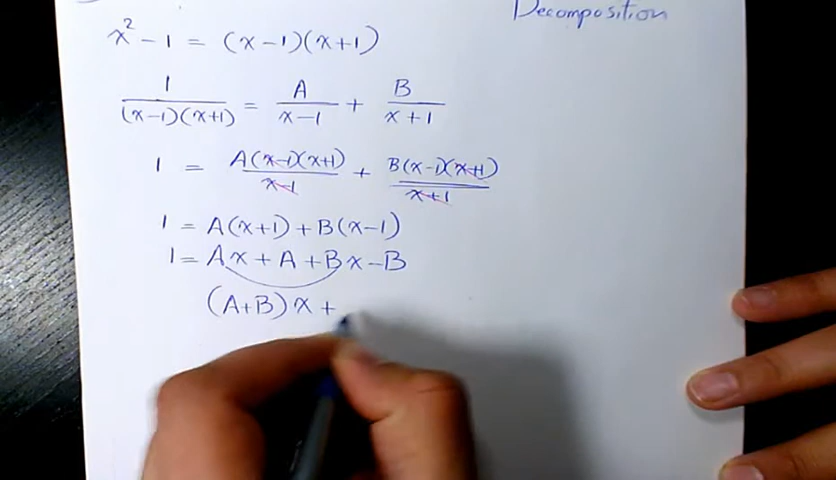 Decomposition
x² - 1 = (x-1)(x+1)
1/((x-1)(x+1)) = A/(x-1) + B/(x+1)
1 = A(x-1)(x+1)/(x-1) + B(x-1)(x+1)/(x+1)
1 = A(x+1) + B(x-1)
1 = Ax + A + Bx - B
(A+B)x +